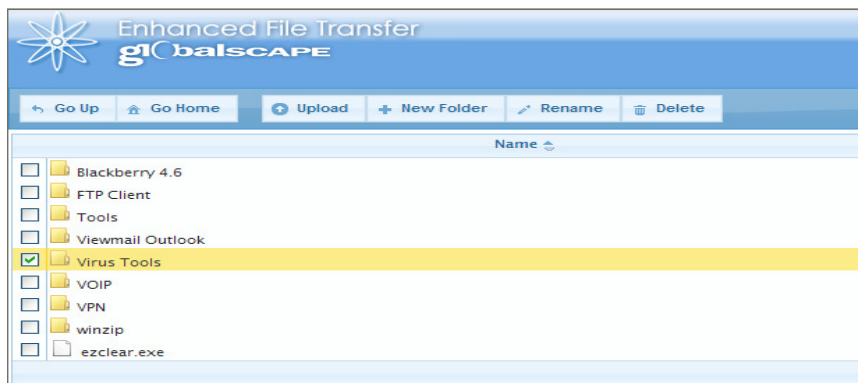 Enhanced File Transfer
globalSCAPE
Go Up Go Home Upload New Folder Rename Delete
Name
Blackberry 4.6
FTP Client
Tools
Viewmail Outlook
Virus Tools
VOIP
VPN
winzip
ezclear.exe